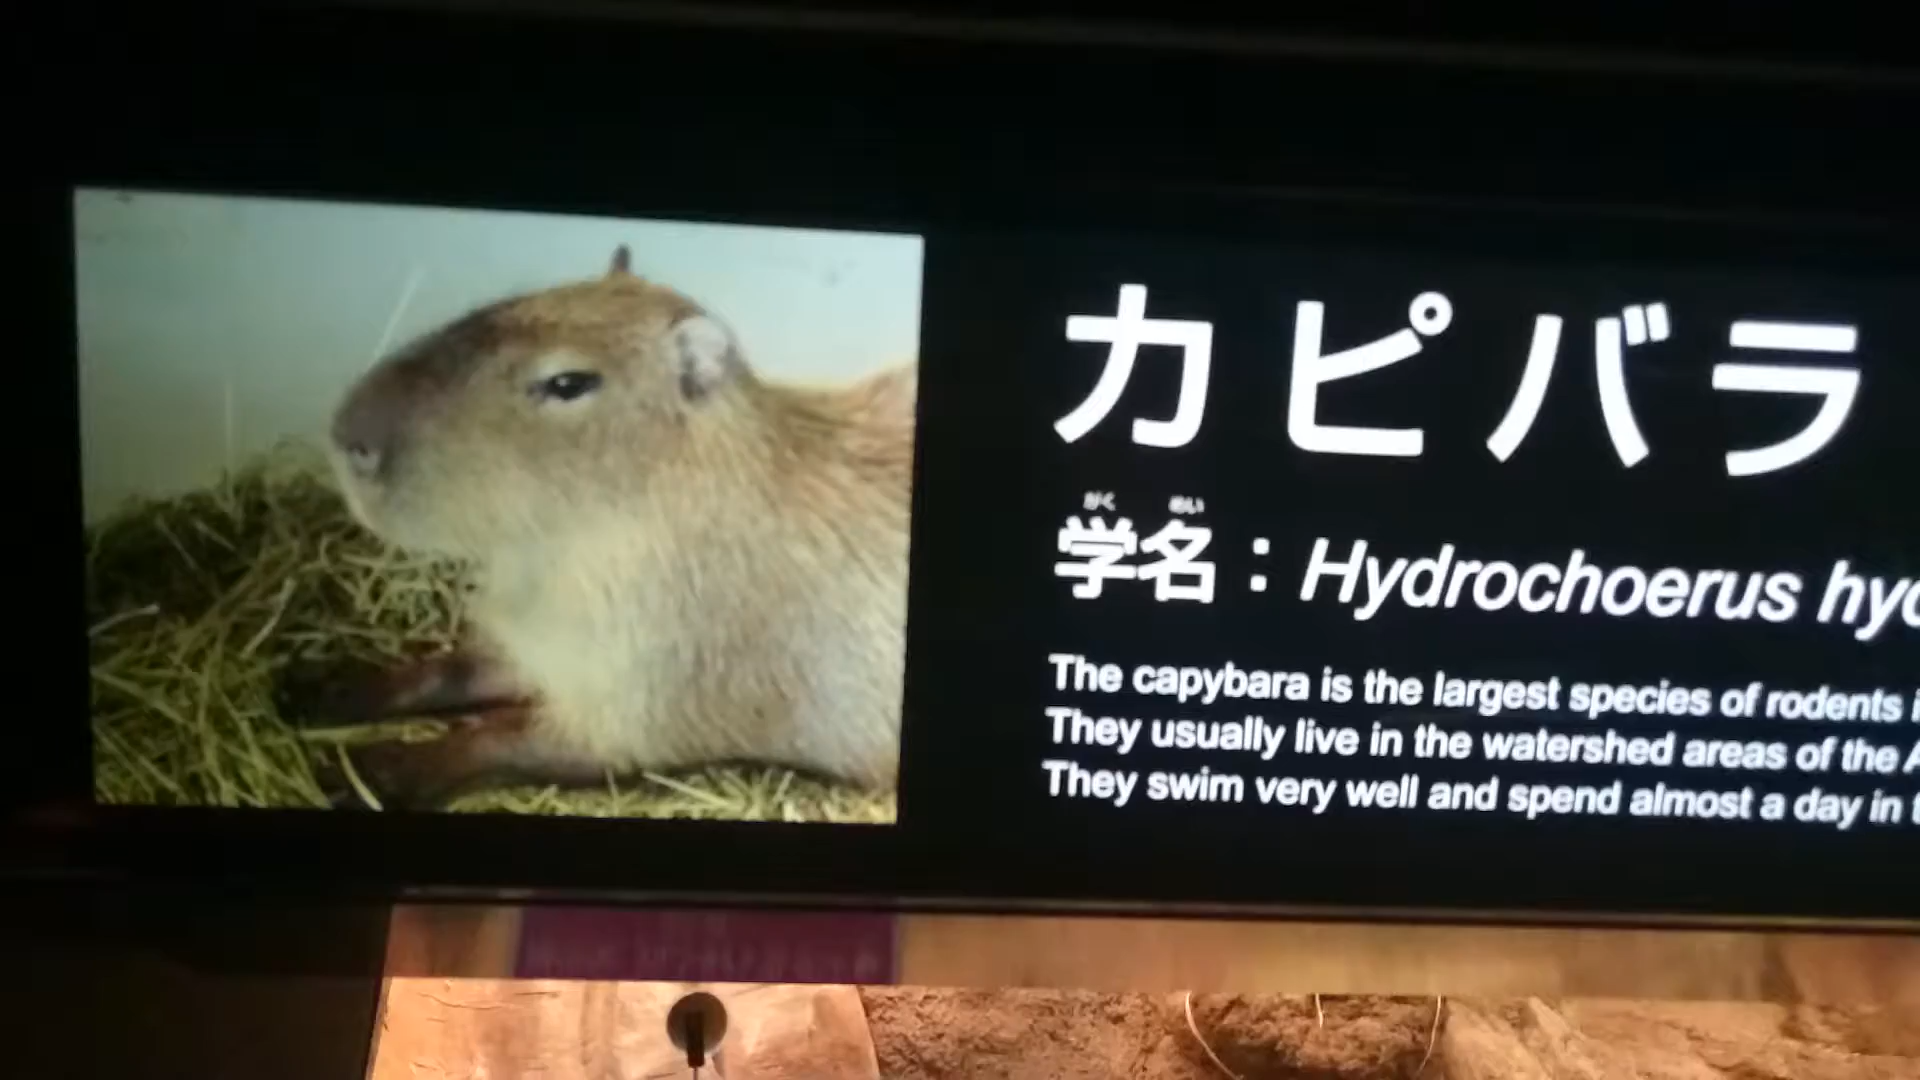 カピバラ
がく めい
学名：Hydrochoerus hyd
The capybara is the largest species of rodents i
They usually live in the watershed areas of the A
They swim very well and spend almost a day in t